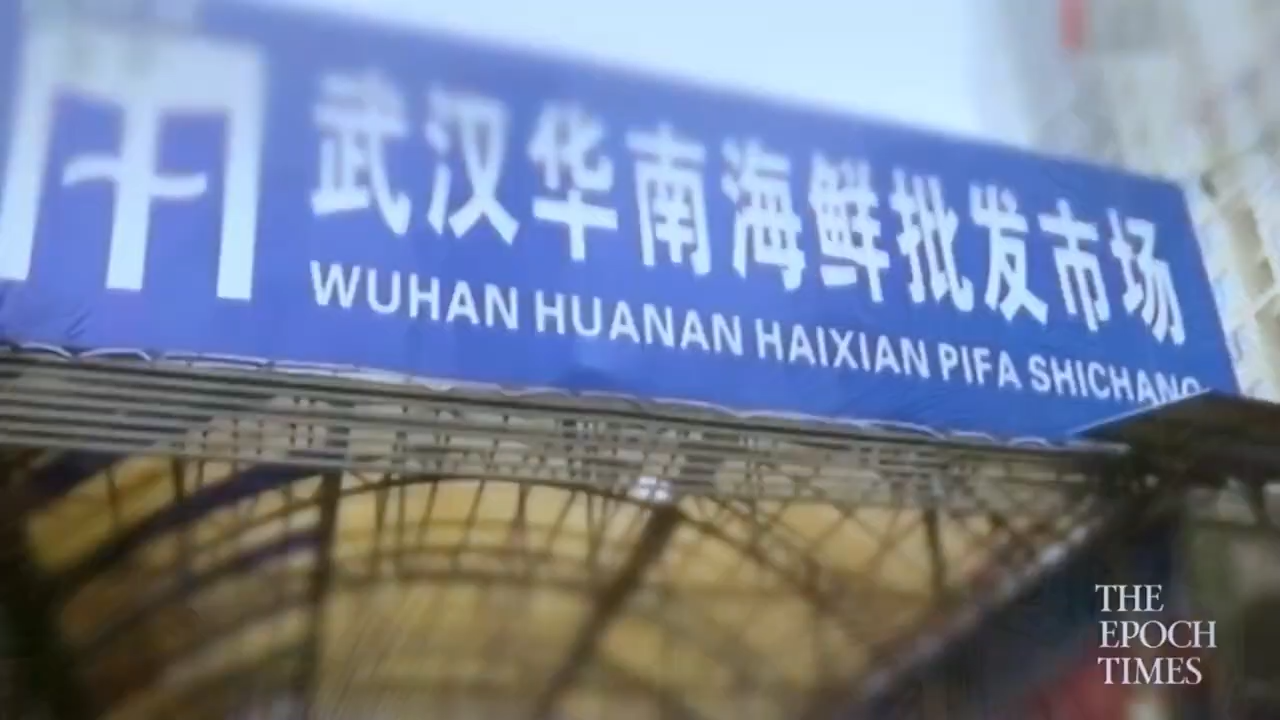 武汉华南海鲜批发市场
WUHAN HUANAN HAIXIAN PIFA SHICHANG
THE
EPOCH
TIMES